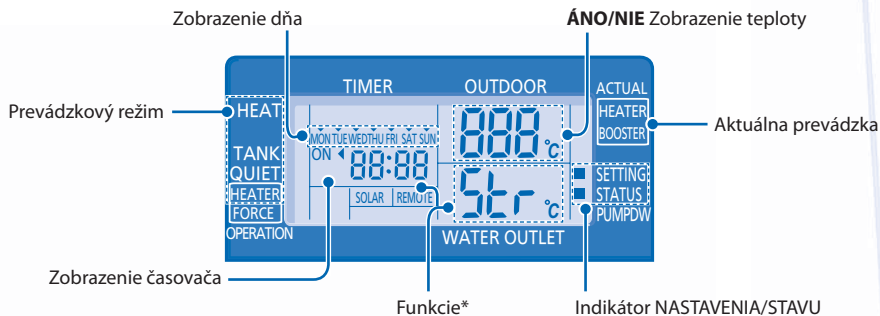 Zobrazenie dňa
ÁNO/NIE Zobrazenie teploty
TIMER
OUTDOOR
ACTUAL
Prevádzkový režim
HEAT
HEATER
BOOSTER
Aktuálna prevádzka
MON TUE WED THU FRI SAT SUN
888 °C
ON
88:88
TANK
QUIET
HEATER
FORCE
OPERATION
SOLAR
REMOTE
Str °C
SETTING
STATUS
PUMPDW
WATER OUTLET
Zobrazenie časovača
Funkcie*
Indikátor NASTAVENIA/STAVU